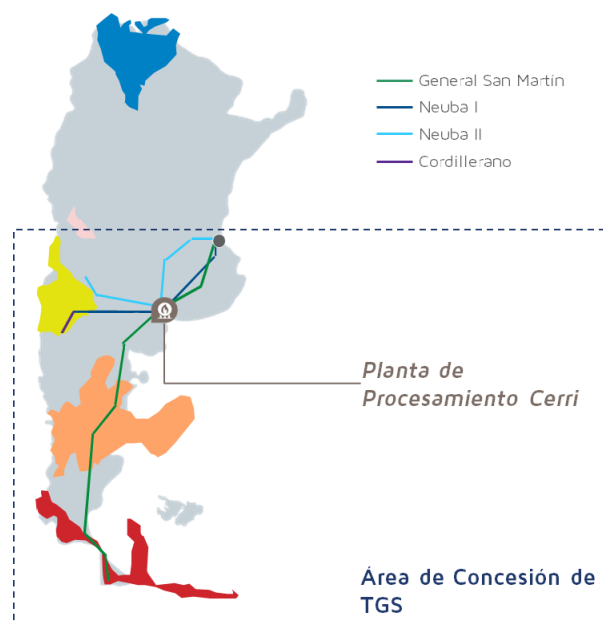 General San Martín
Neuba I
Neuba II
Cordillerano
Planta de
Procesamiento Cerri
Área de Concesión de
TGS